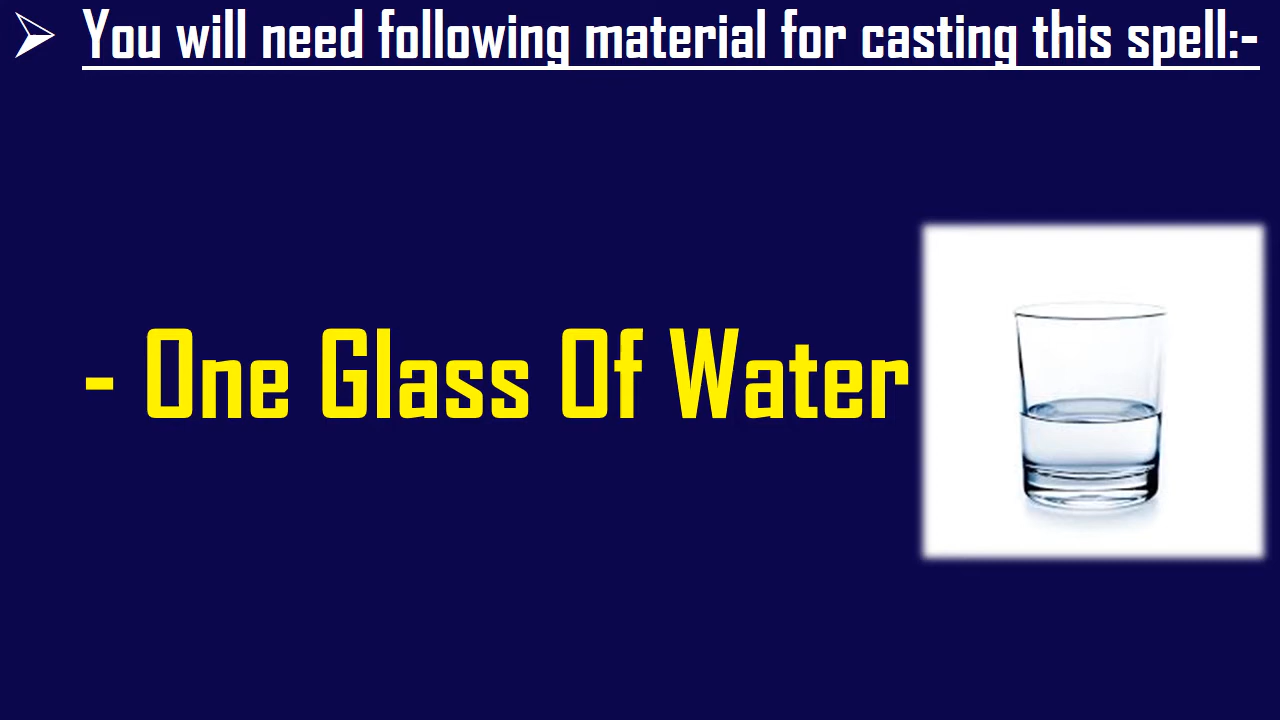 ➢ You will need following material for casting this spell:-
- One Glass Of Water